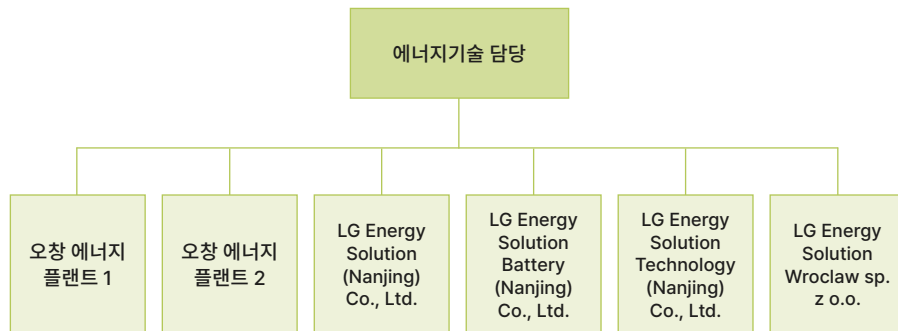 에너지기술 담당
오창 에너지
플랜트 1
오창 에너지
플랜트 2
LG Energy
Solution
(Nanjing)
Co., Ltd.
LG Energy
Solution
Battery
(Nanjing)
Co., Ltd.
LG Energy
Solution
Technology
(Nanjing)
Co., Ltd.
LG Energy
Solution
Wroclaw sp.
z o.o.